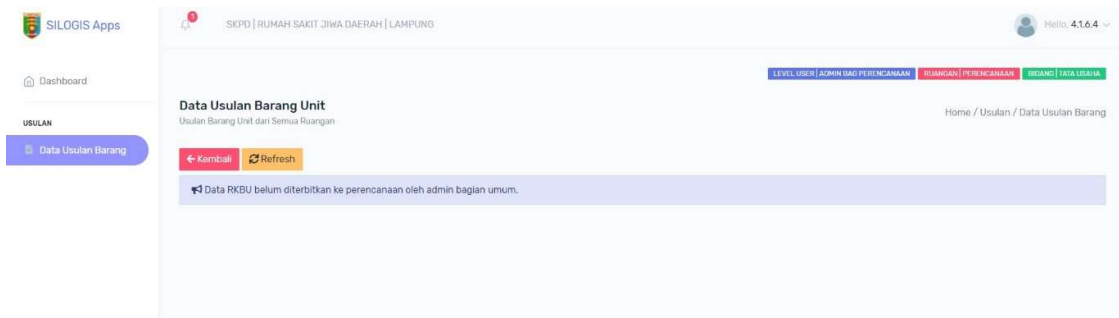 SILOGIS Apps
1
SKPD | RUMAH SAKIT JIWA DAERAH | LAMPUNG
Hello, 4.1.6.4
Dashboard
USULAN
Data Usulan Barang
LEVEL USER | ADMIN BAG PERENCANAAN
RUANGAN | PERENCANAAN
BIDANG | TATA USAHA
Data Usulan Barang Unit
Usulan Barang Unit dari Semua Ruangan
Home / Usulan / Data Usulan Barang
Kembali
Refresh
Data RKBU belum diterbitkan ke perencanaan oleh admin bagian umum.